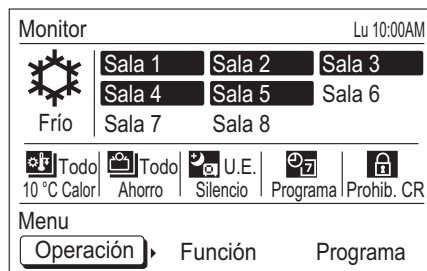 Monitor Lu 10:00AM
Sala 1 Sala 2 Sala 3
Sala 4 Sala 5 Sala 6
Frío Sala 7 Sala 8
Todo Todo U.E. 7
10 °C Calor Ahorro Silencio Programa Prohib. CR
Menu
Operación Función Programa